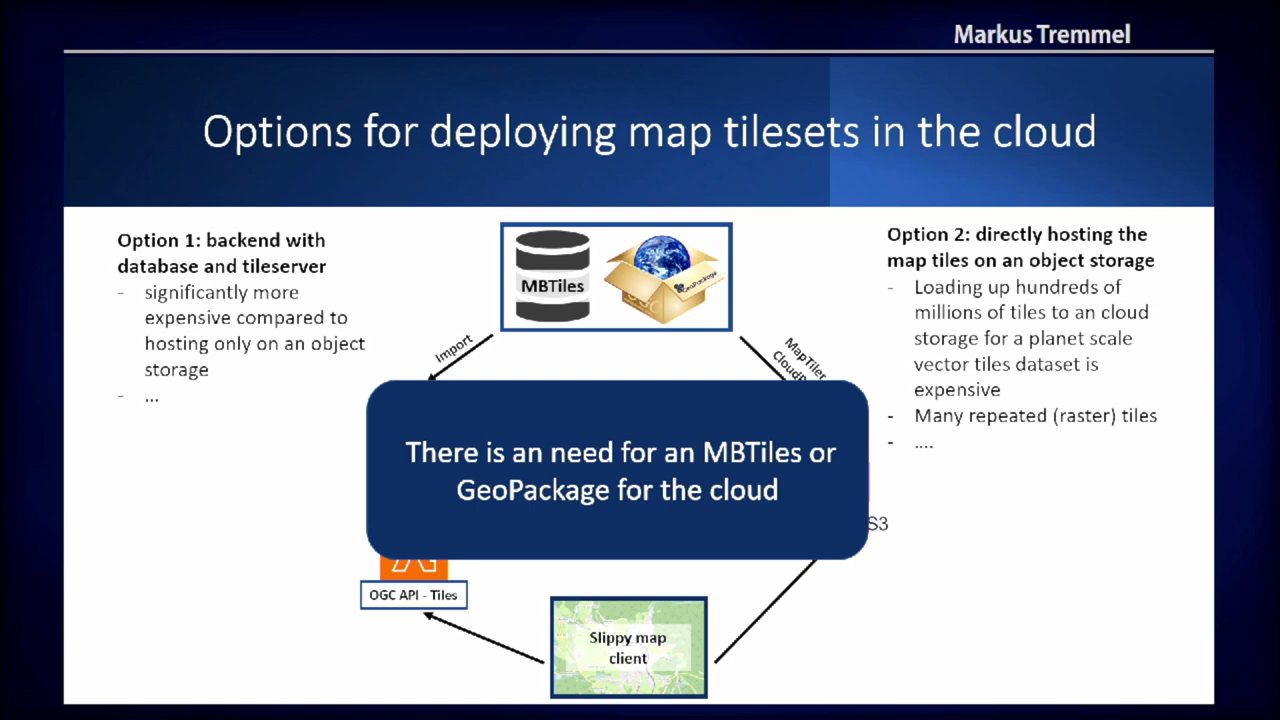 Markus Tremmel
Options for deploying map tilesets in the cloud
Option 1: backend with
database and tileserver
- significantly more
expensive compared to
hosting only on an object
storage
- ...
MBTiles
GeoPackage
Import
MapTiler
Option 2: directly hosting the
map tiles on an object storage
- Loading up hundreds of
millions of tiles to an cloud
storage for a planet scale
vector tiles dataset is
expensive
- Many repeated (raster) tiles
- ....
There is an need for an MBTiles or
GeoPackage for the cloud
S3
OGC API - Tiles
Slippy map
client